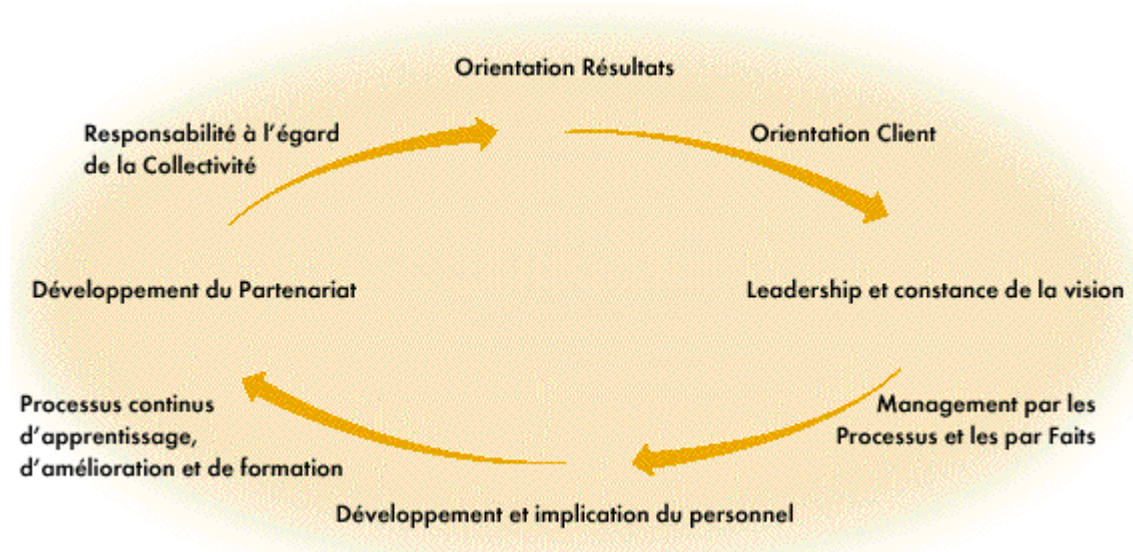 Orientation Résultats
Responsabilité à l'égard
de la Collectivité
Orientation Client
Développement du Partenariat
Leadership et constance de la vision
Processus continus
d'apprentissage,
d'amélioration et de formation
Management par les
Processus et les par Faits
Développement et implication du personnel